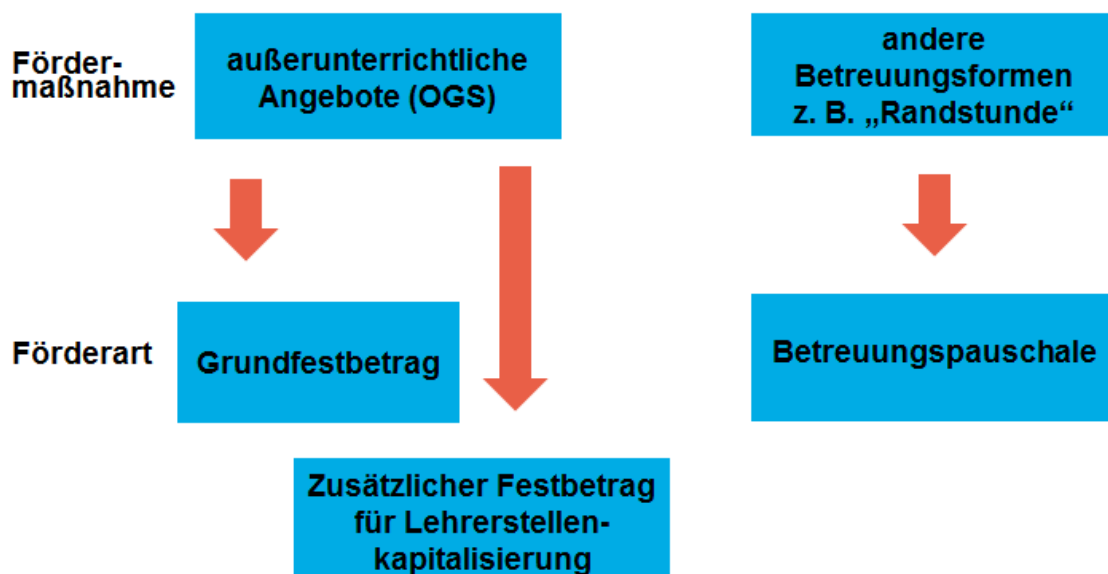 Förder-
maßnahme
außerunterrichtliche
Angebote (OGS)
andere
Betreuungsformen
z. B. „Randstunde“
Förderart
Grundfestbetrag
Betreuungspauschale
Zusätzlicher Festbetrag
für Lehrerstellen-
kapitalisierung